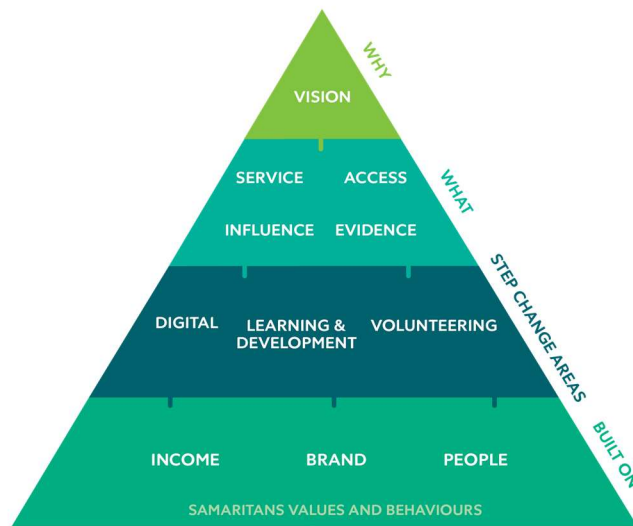 WHY
VISION
SERVICE ACCESS
WHAT
INFLUENCE EVIDENCE
STEP CHANGE AREAS
DIGITAL LEARNING & VOLUNTEERING
DEVELOPMENT
BUILT ON
INCOME BRAND PEOPLE
SAMARITANS VALUES AND BEHAVIOURS